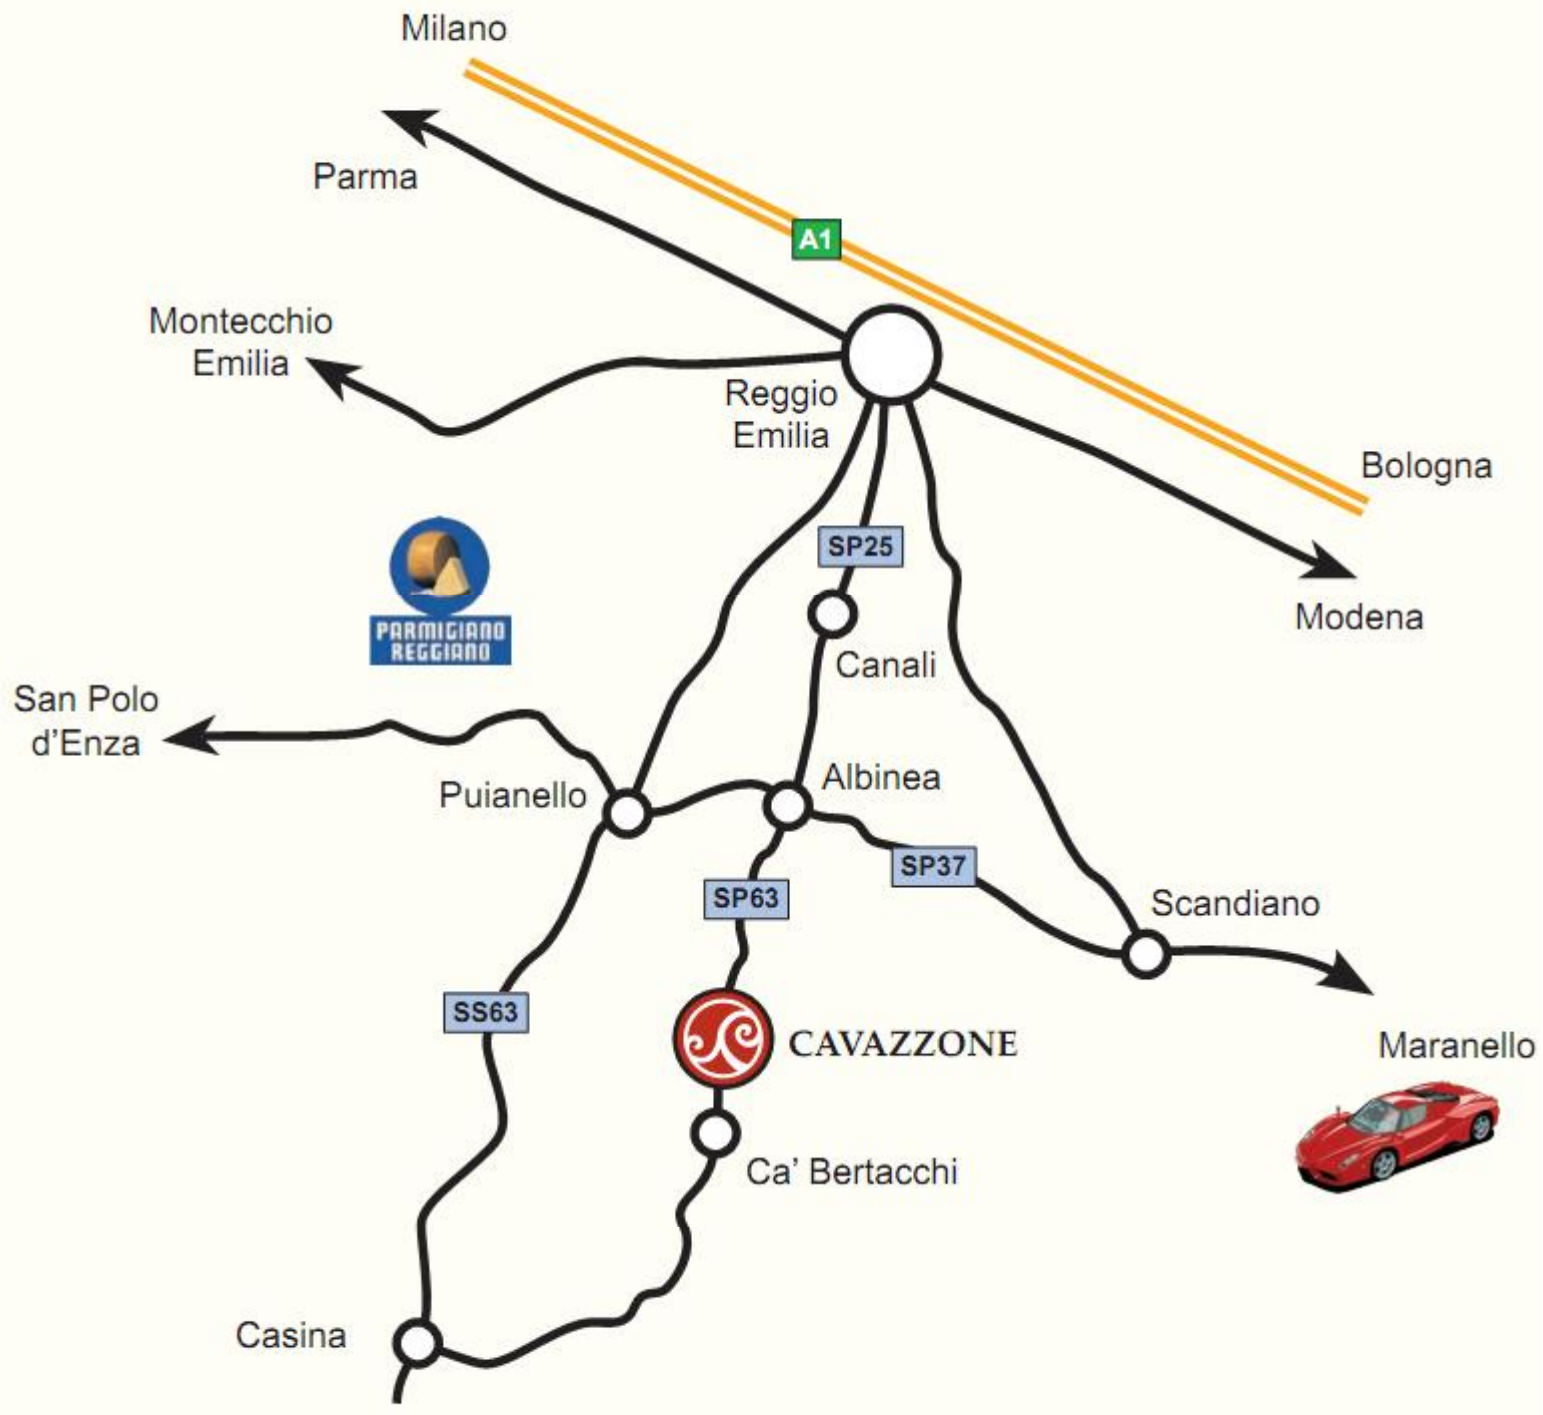 Milano
Parma
A1
Montecchio
Emilia
Reggio
Emilia
Bologna
SP25
Modena
PARMIGIANO
REGGIANO
Canali
San Polo
d'Enza
Puianello
Albinea
SP37
SP63
Scandiano
SS63
CAVAZZONE
Maranello
Ca' Bertacchi
Casina